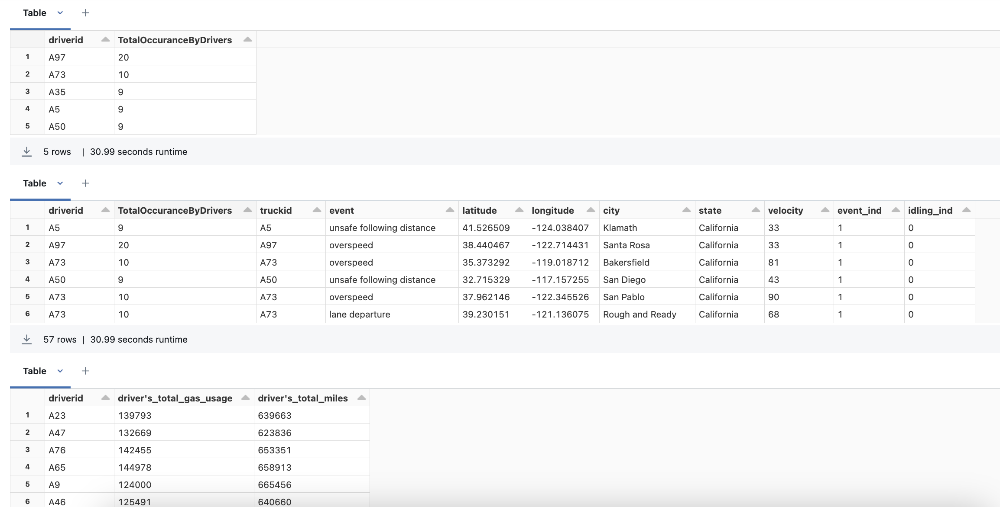 Table
driverid TotalOccuranceByDrivers
1 A97 20
2 A73 10
3 A35 9
4 A5 9
5 A50 9
5 rows | 30.99 seconds runtime
Table
driverid TotalOccuranceByDrivers truckid event latitude longitude city state velocity event_ind idling_ind
1 A5 9 A5 unsafe following distance 41.526509 -124.038407 Klamath California 33 1 0
2 A97 20 A97 overspeed 38.440467 -122.714431 Santa Rosa California 33 1 0
3 A73 10 A73 overspeed 35.373292 -119.018712 Bakersfield California 81 1 0
4 A50 9 A50 unsafe following distance 32.715329 -117.157255 San Diego California 43 1 0
5 A73 10 A73 overspeed 37.962146 -122.345526 San Pablo California 90 1 0
6 A73 10 A73 lane departure 39.230151 -121.136075 Rough and Ready California 68 1 0
57 rows | 30.99 seconds runtime
Table
driverid driver's_total_gas_usage driver's_total_miles
1 A23 139793 639663
2 A47 132669 623836
3 A76 142455 653351
4 A65 144978 658913
5 A9 124000 665456
6 A46 125491 640660